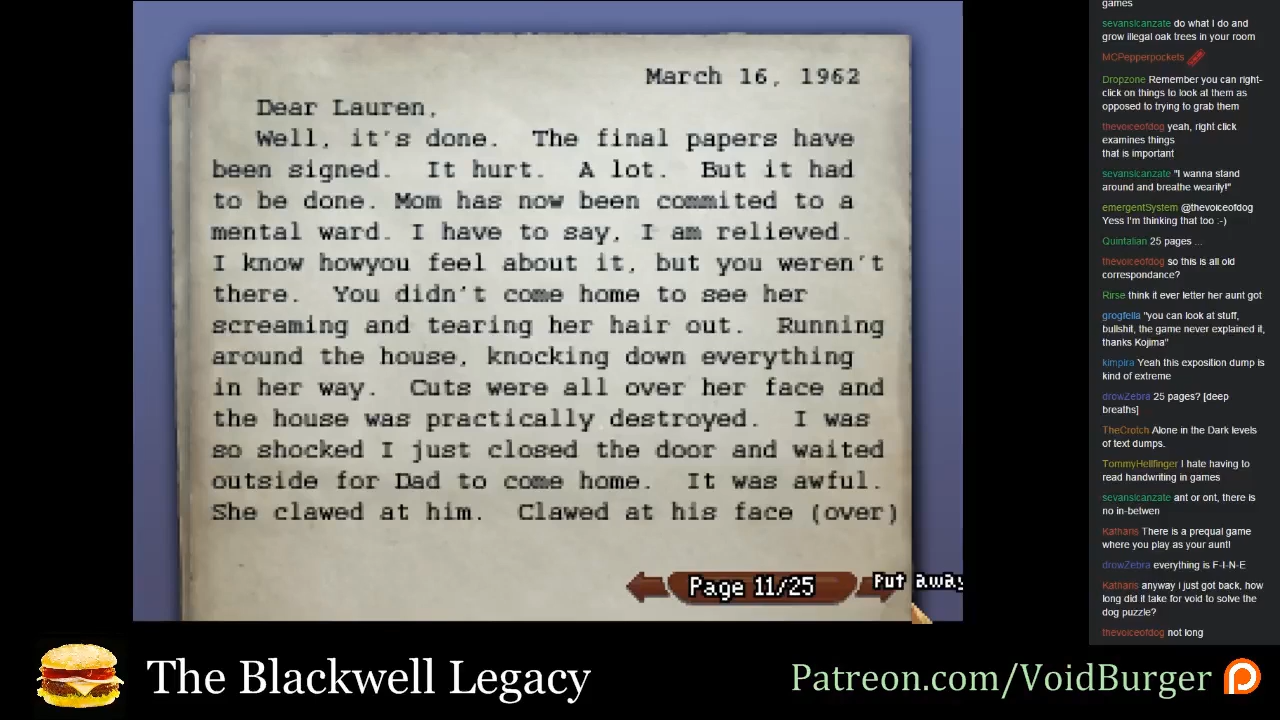 March 16, 1962
Dear Lauren,
Well, it's done. The final papers have
been signed. It hurt. A lot. But it had
to be done. Mom has now been commited to a
mental ward. I have to say, I am relieved.
I know howyou feel about it, but you weren't
there. You didn't come home to see her
screaming and tearing her hair out. Running
around the house, knocking down everything
in her way. Cuts were all over her face and
the house was practically destroyed. I was
so shocked I just closed the door and waited
outside for Dad to come home. It was awful.
She clawed at him. Clawed at his face (over)
Page 11/25
Put away
games
sevansicanzate do what I do and
grow illegal oak trees in your room
MCPepperpockets
Dropzone Remember you can right-
click on things to look at them as
opposed to trying to grab them
thevoiceofdog yeah, right click
examines things
that is important
sevansicanzate "I wanna stand
around and breathe wearily!"
emergentSystem @thevoiceofdog
Yess I'm thinking that too :-)
Quintalian 25 pages ...
thevoiceofdog so this is all old
correspondance?
Rirse think it ever letter her aunt got
grogfella "you can look at stuff,
bullshit, the game never explained it,
thanks Kojima"
kimpira Yeah this exposition dump is
kind of extreme
drowZebra 25 pages? [deep
breaths]
TheCrotch Alone in the Dark levels
of text dumps.
TommyHellfinger I hate having to
read handwriting in games
sevansicanzate ant or ont, there is
no in-betwen
Katharis There is a prequal game
where you play as your aunt!
drowZebra everything is F-I-N-E
Katharis anyway i just got back, how
long did it take for void to solve the
dog puzzle?
thevoiceofdog not long
The Blackwell Legacy
Patreon.com/VoidBurger